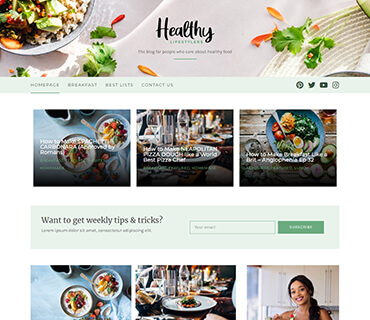 Healthy
LIFESTYLERS
The blog for people who care about healthy food
HOMEPAGE BREAKFAST BEST LISTS CONTACT US
How to Make SPAGHETTI
CARBONARA (Approved by
Romans)
How to Make NEAPOLITAN
PIZZA DOUGH like a World
Best Pizza Chef
How to Make Breakfast Like a
Brit – Anglophenia Ep 32
Want to get weekly tips & tricks?
Lorem ipsum dolor sit amet, consectetur adipiscing elit.
Your email
SUBSCRIBE